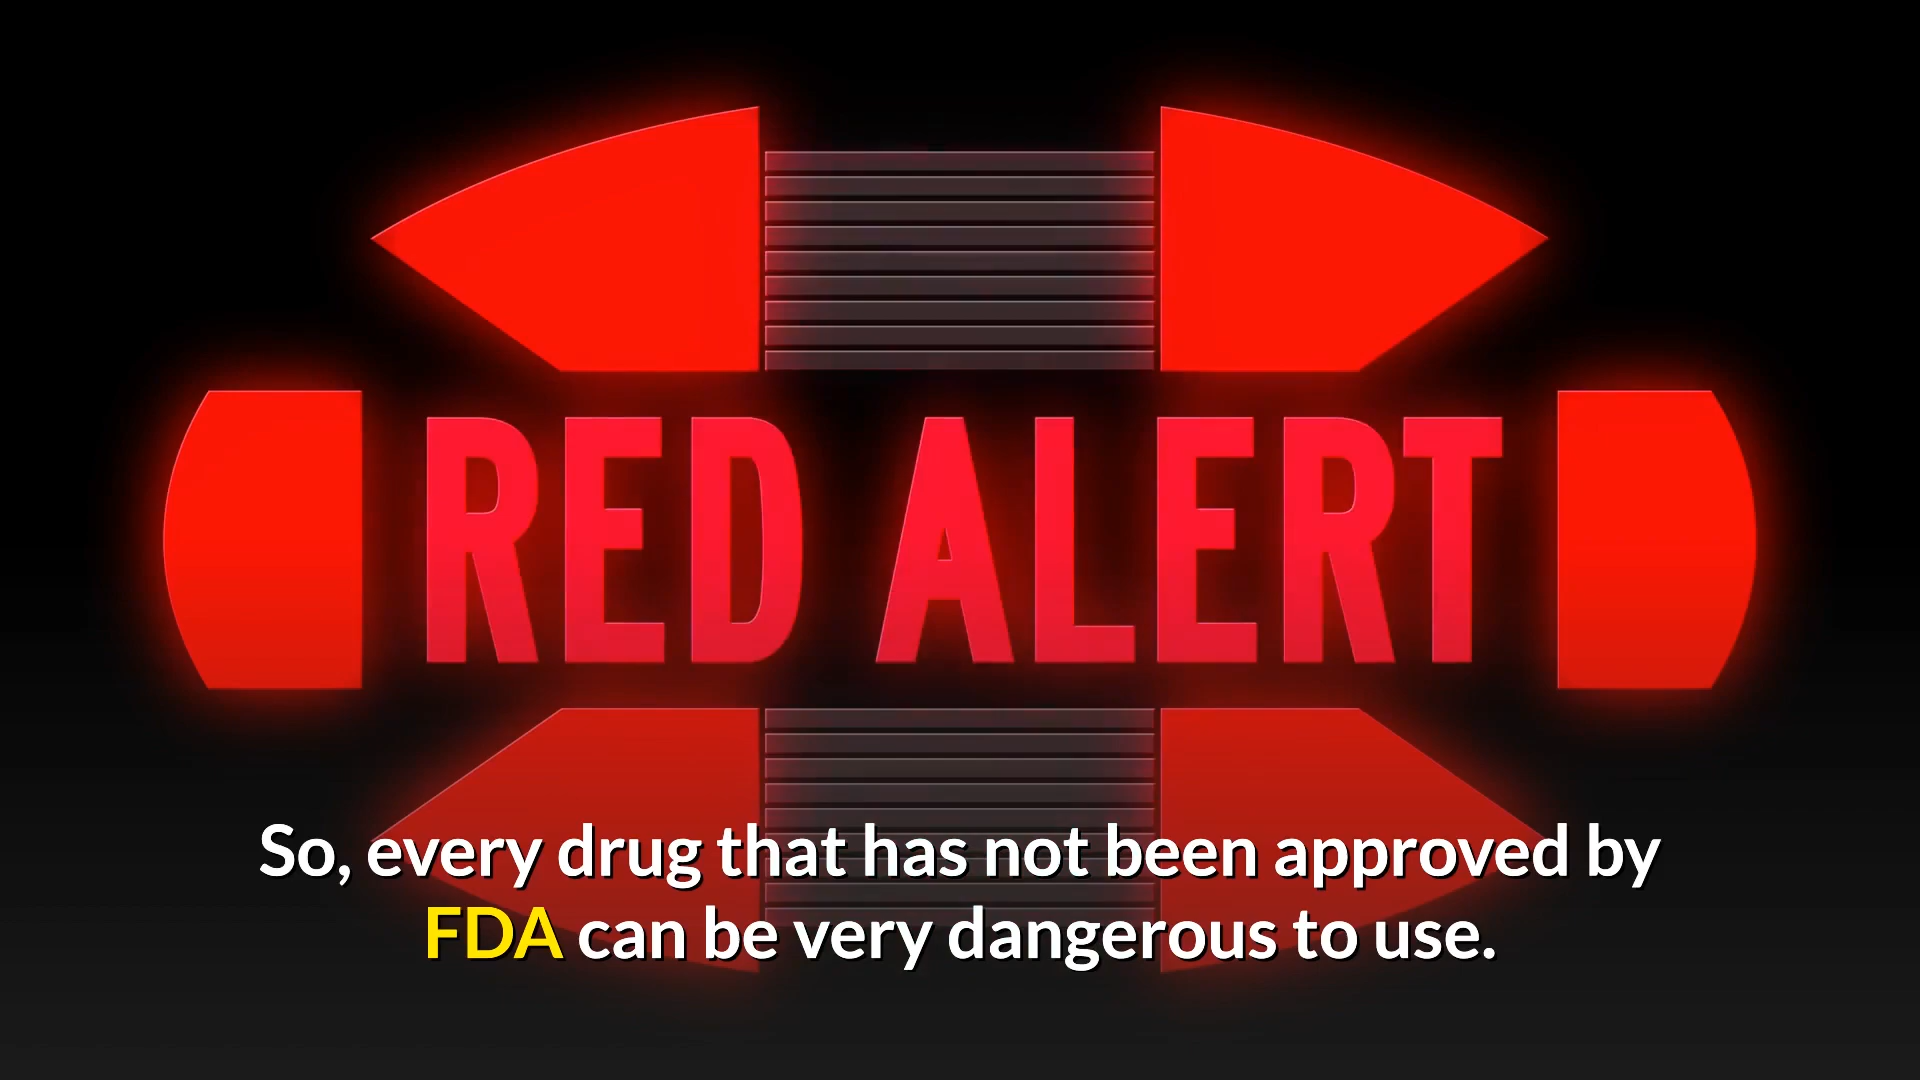 RED ALERT
So, every drug that has not been approved by
FDA can be very dangerous to use.